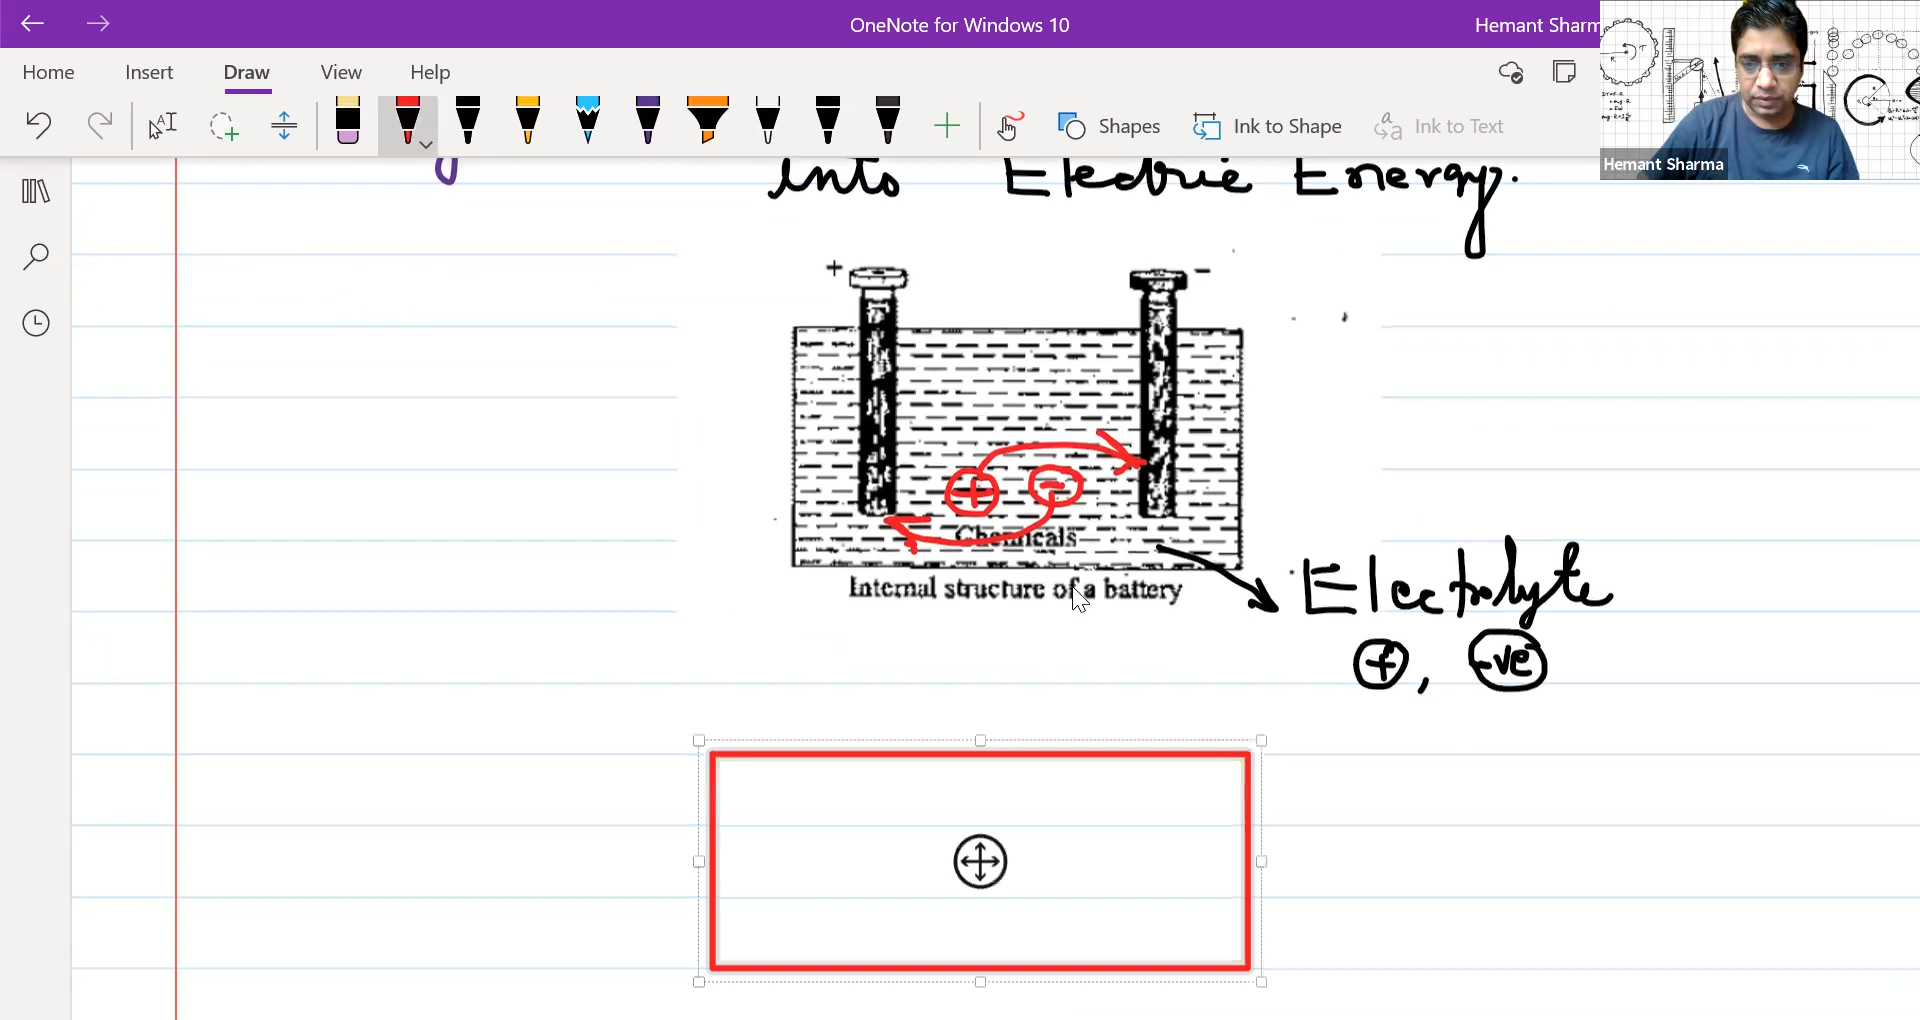 OneNote for Windows 10
Hemant Sharm
Home Insert Draw View Help
Shapes Ink to Shape Ink to Text
Hemant Sharma
into Electric Energy.
+ -
+ -
Chemicals
Internal structure of a battery
Electrolyte
+, -ve